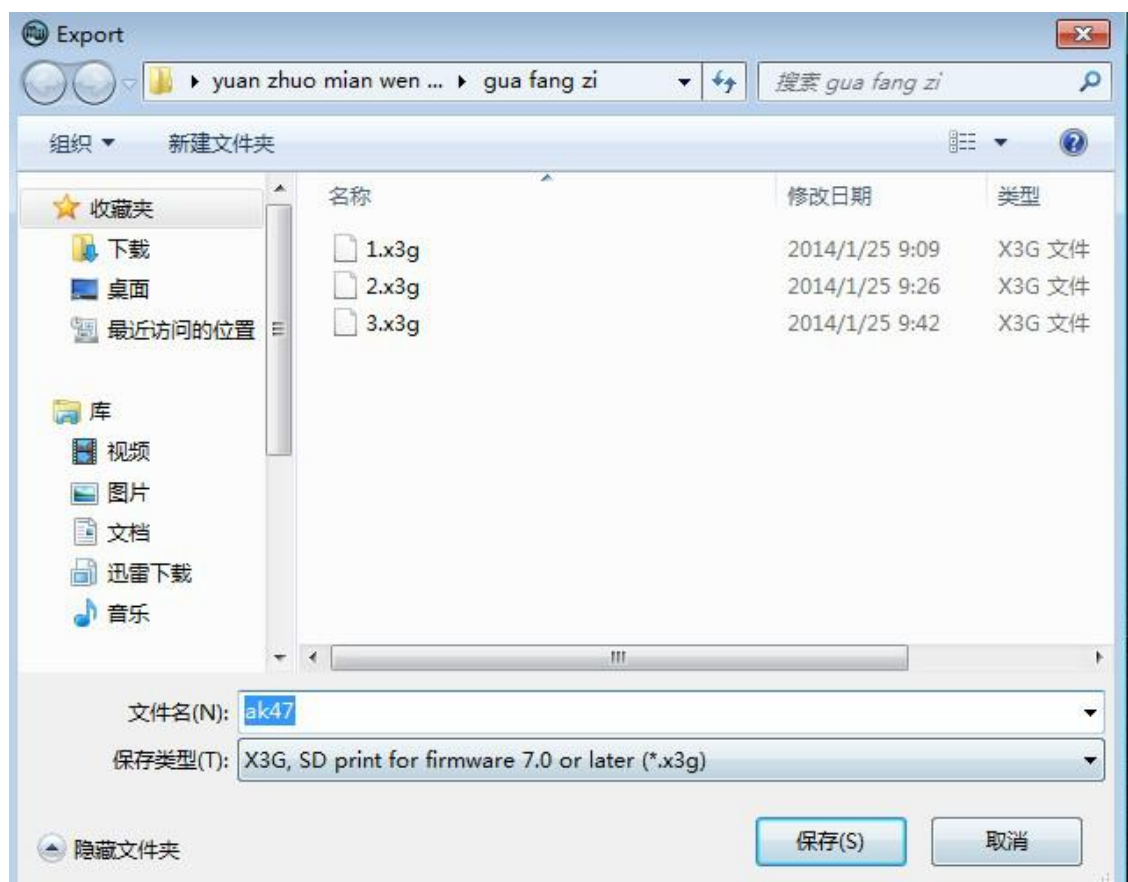 Export
yuan zhuo mian wen ... gua fang zi 搜索 gua fang zi
组织 新建文件夹
名称 修改日期 类型
收藏夹
下载
桌面
最近访问的位置
库
视频
图片
文档
迅雷下载
音乐
1.x3g 2014/1/25 9:09 X3G 文件
2.x3g 2014/1/25 9:26 X3G 文件
3.x3g 2014/1/25 9:42 X3G 文件
文件名(N): ak47
保存类型(T): X3G, SD print for firmware 7.0 or later (*.x3g)
隐藏文件夹 保存(S) 取消